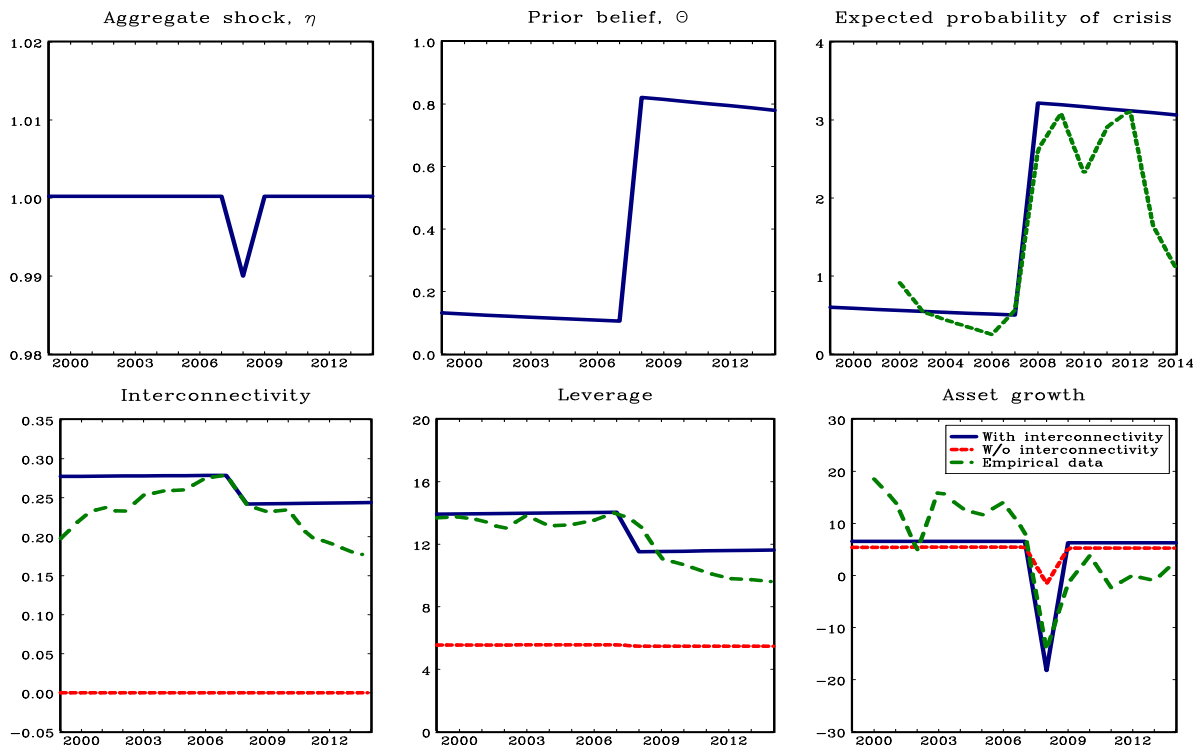 Aggregate shock, η
Prior belief, Θ
Expected probability of crisis
1.02
1.01
1.00
0.99
0.98
2000 2003 2006 2009 2012
1.0
0.8
0.6
0.4
0.2
0.0
2000 2003 2006 2009 2012
4
3
2
1
0
2000 2002 2004 2006 2008 2010 2012 2014
Interconnectivity
Leverage
Asset growth
0.35
0.30
0.25
0.20
0.15
0.10
0.05
0.00
−0.05
2000 2003 2006 2009 2012
20
16
12
8
4
0
2000 2003 2006 2009 2012
30
20
10
0
−10
−20
−30
2000 2003 2006 2009 2012
With interconnectivity
W/o interconnectivity
Empirical data